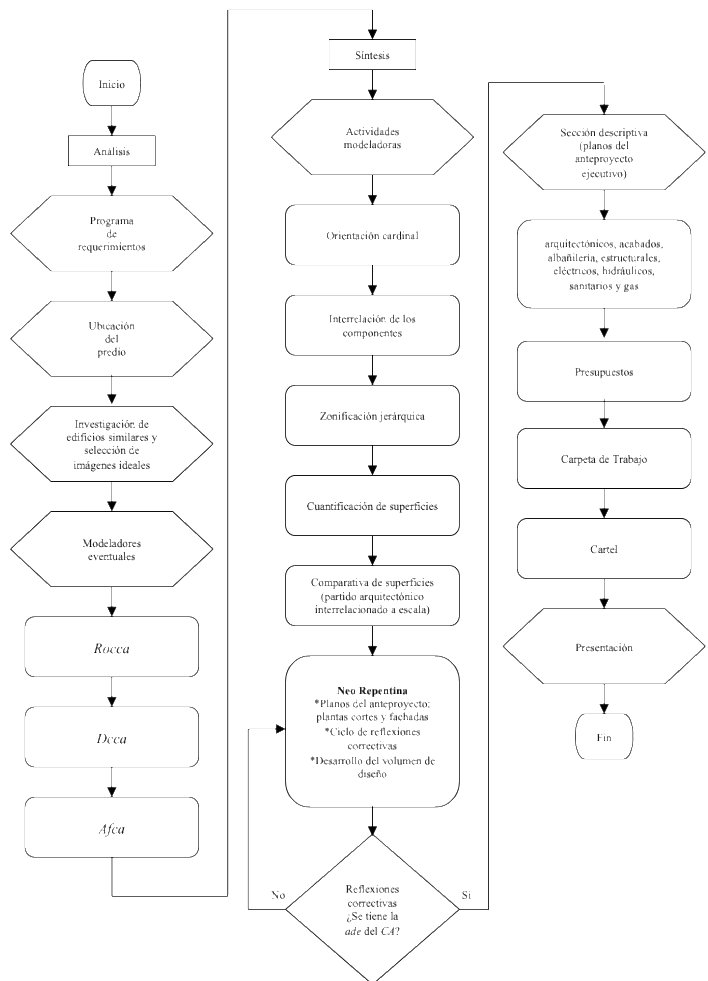 Inicio
Análisis
Programa
de
requerimientos
Ubicación
del
predio
Investigación de
edificios similares y
selección de
imágenes ideales
Modeladores
eventuales
Rocca
Dcca
Afca
Síntesis
Actividades
modeladoras
Orientación cardinal
Interrelación de los
componentes
Zonificación jerárquica
Cuantificación de superficies
Comparativa de superficies
(partido arquitectónico
interrelacionado a escala)
Neo Repentina
*Planos del anteproyecto;
plantas cortes y fachadas
*Ciclo de reflexiones
correctivas
*Desarrollo del volumen de
diseño
Reflexiones
correctivas
¿Se tiene la
ade del CA?
No
Si
Sección descriptiva
(planos del
anteproyecto
ejecutivo)
arquitectónicos, acabados,
albañilería, estructurales,
eléctricos, hidráulicos,
sanitarios y gas
Presupuestos
Carpeta de Trabajo
Cartel
Presentación
Fin